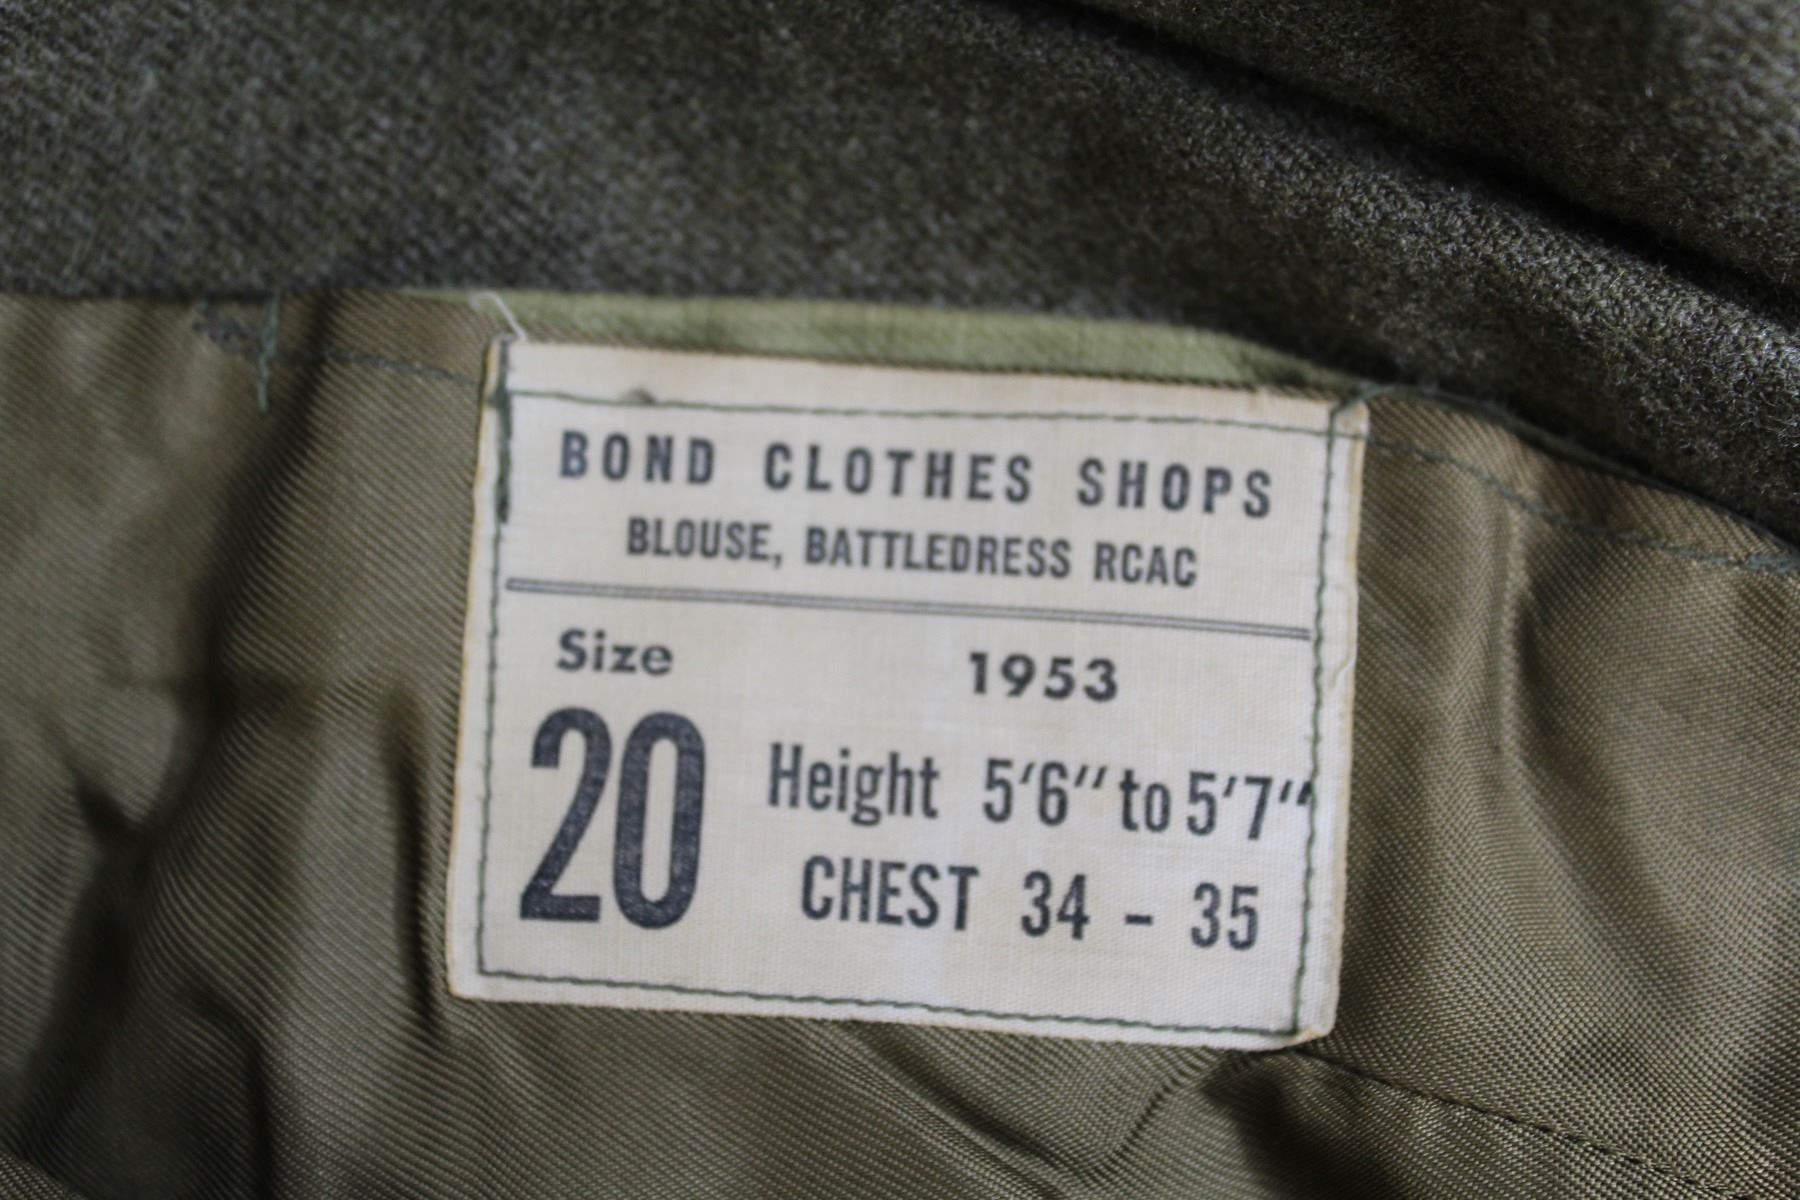 BOND CLOTHES SHOPS
BLOUSE, BATTLEDRESS RCAC
Size 1953
20 Height 5'6" to 5'7"
CHEST 34 - 35